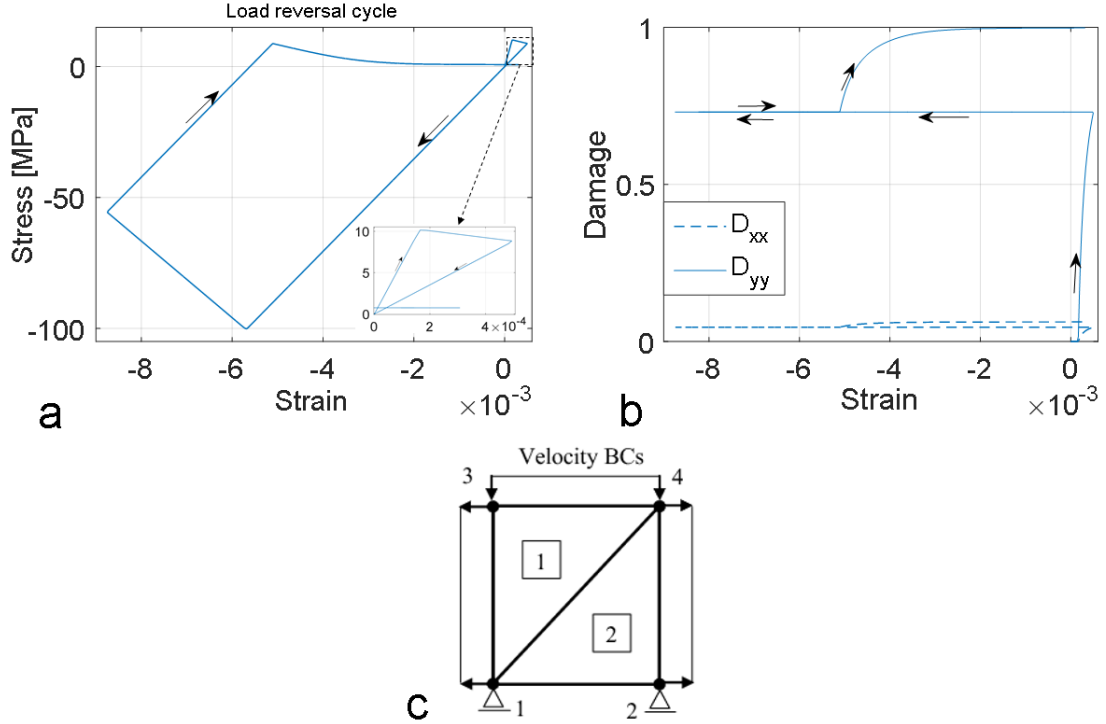 Load reversal cycle
Stress [MPa]
0
-50
-100
-8
-6
-4
-2
0
×10⁻³
Strain
10
5
0
0
2
4
6
×10⁻⁴
a
Damage
1
0.5
0
D_xx
D_yy
-8
-6
-4
-2
0
×10⁻³
Strain
b
Velocity BCs
3
4
1
2
1
2
c